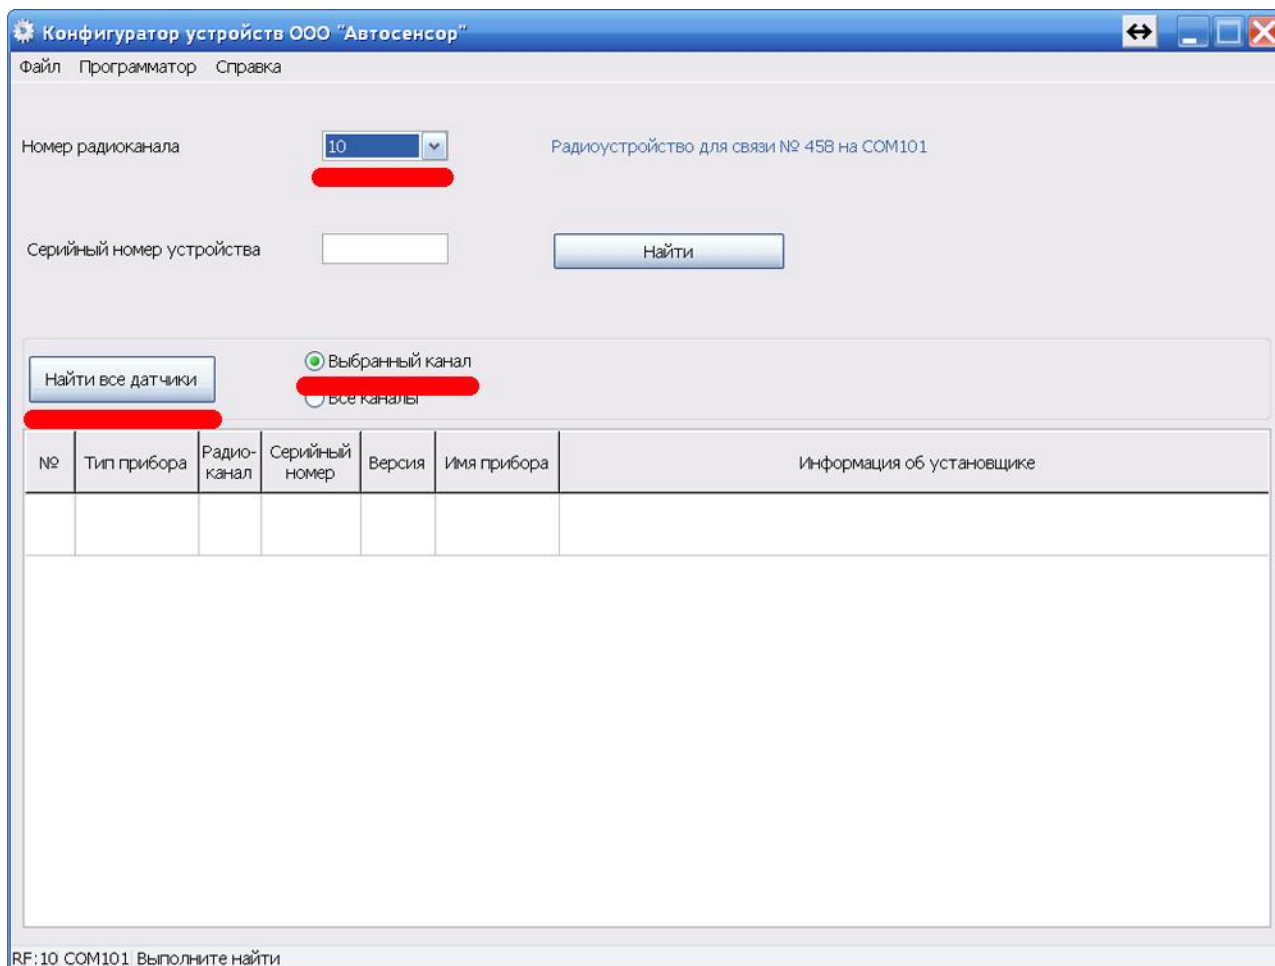 Конфигуратор устройств ООО "Автосенсор"
Файл Программатор Справка
Номер радиоканала 10 Радиоустройство для связи № 458 на COM101
Серийный номер устройства Найти
Найти все датчики
Выбранный канал
Все каналы
№ Тип прибора Радио-канал Серийный номер Версия Имя прибора Информация об установщике
RF:10 COM101 Выполните найти